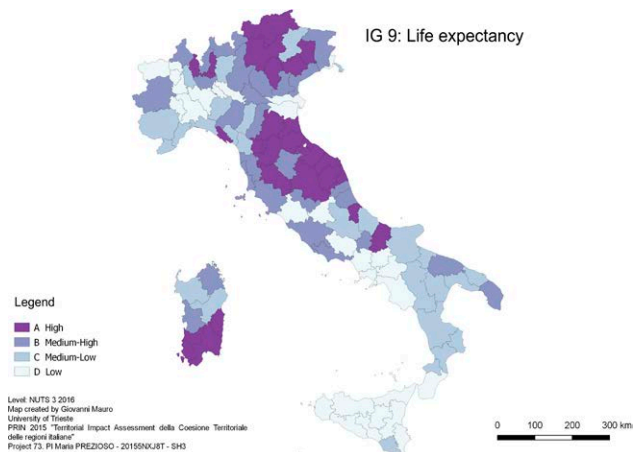 IG 9: Life expectancy
Legend
A High
B Medium-High
C Medium-Low
D Low
Level: NUTS 3 2016
Map created by Giovanni Mauro
University of Trieste
PRIN 2015 "Territorial Impact Assessment della Coesione Territoriale
delle regioni italiane"
Project 73. PI Maria PREZIOSO - 20155NXJ8T - SH3
0 100 200 300 km